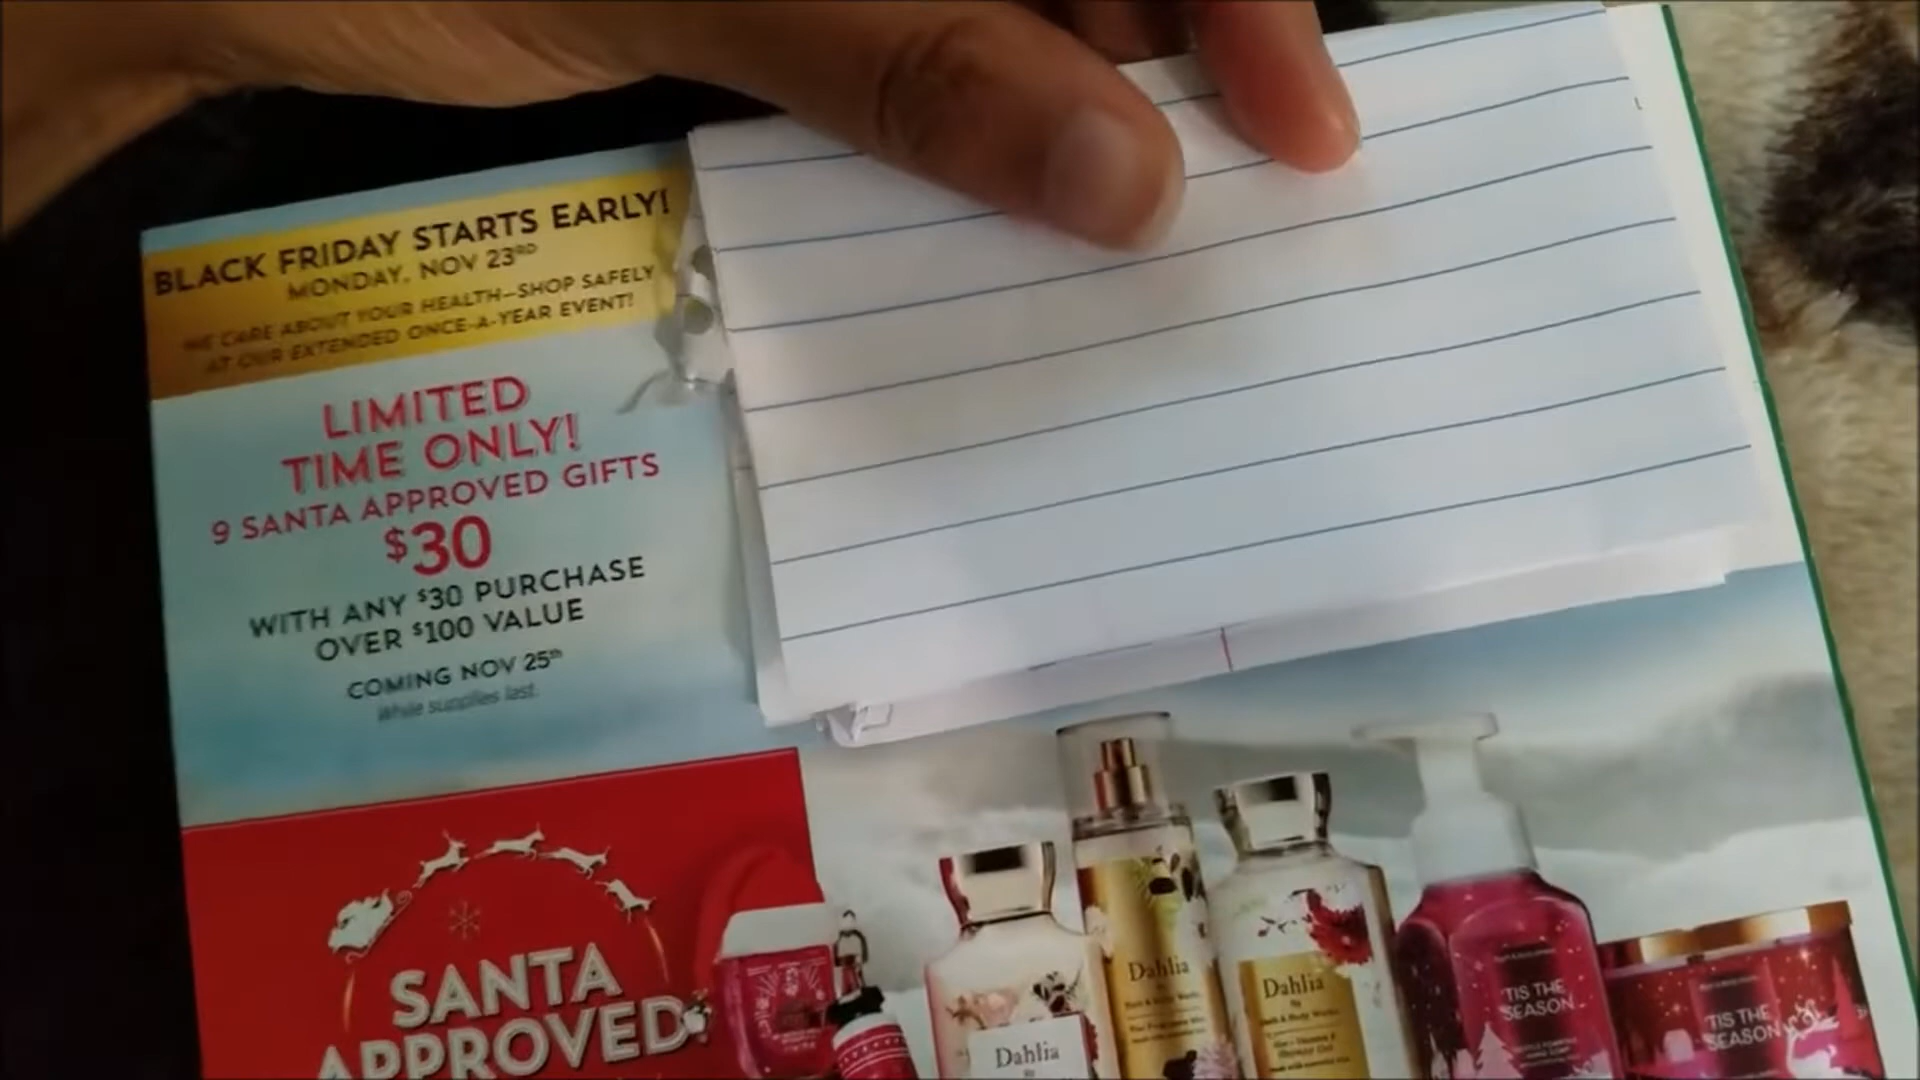 BLACK FRIDAY STARTS EARLY!
MONDAY, NOV 23RD
WE CARE ABOUT YOUR HEALTH—SHOP SAFELY
AT OUR EXTENDED ONCE-A-YEAR EVENT!
LIMITED
TIME ONLY!
9 SANTA APPROVED GIFTS
$30
WITH ANY $30 PURCHASE
OVER $100 VALUE
COMING NOV 25th
While supplies last.
SANTA
APPROVED
Dahlia
Dahlia
Dahlia
'TIS THE
SEASON
'TIS THE
SEASON